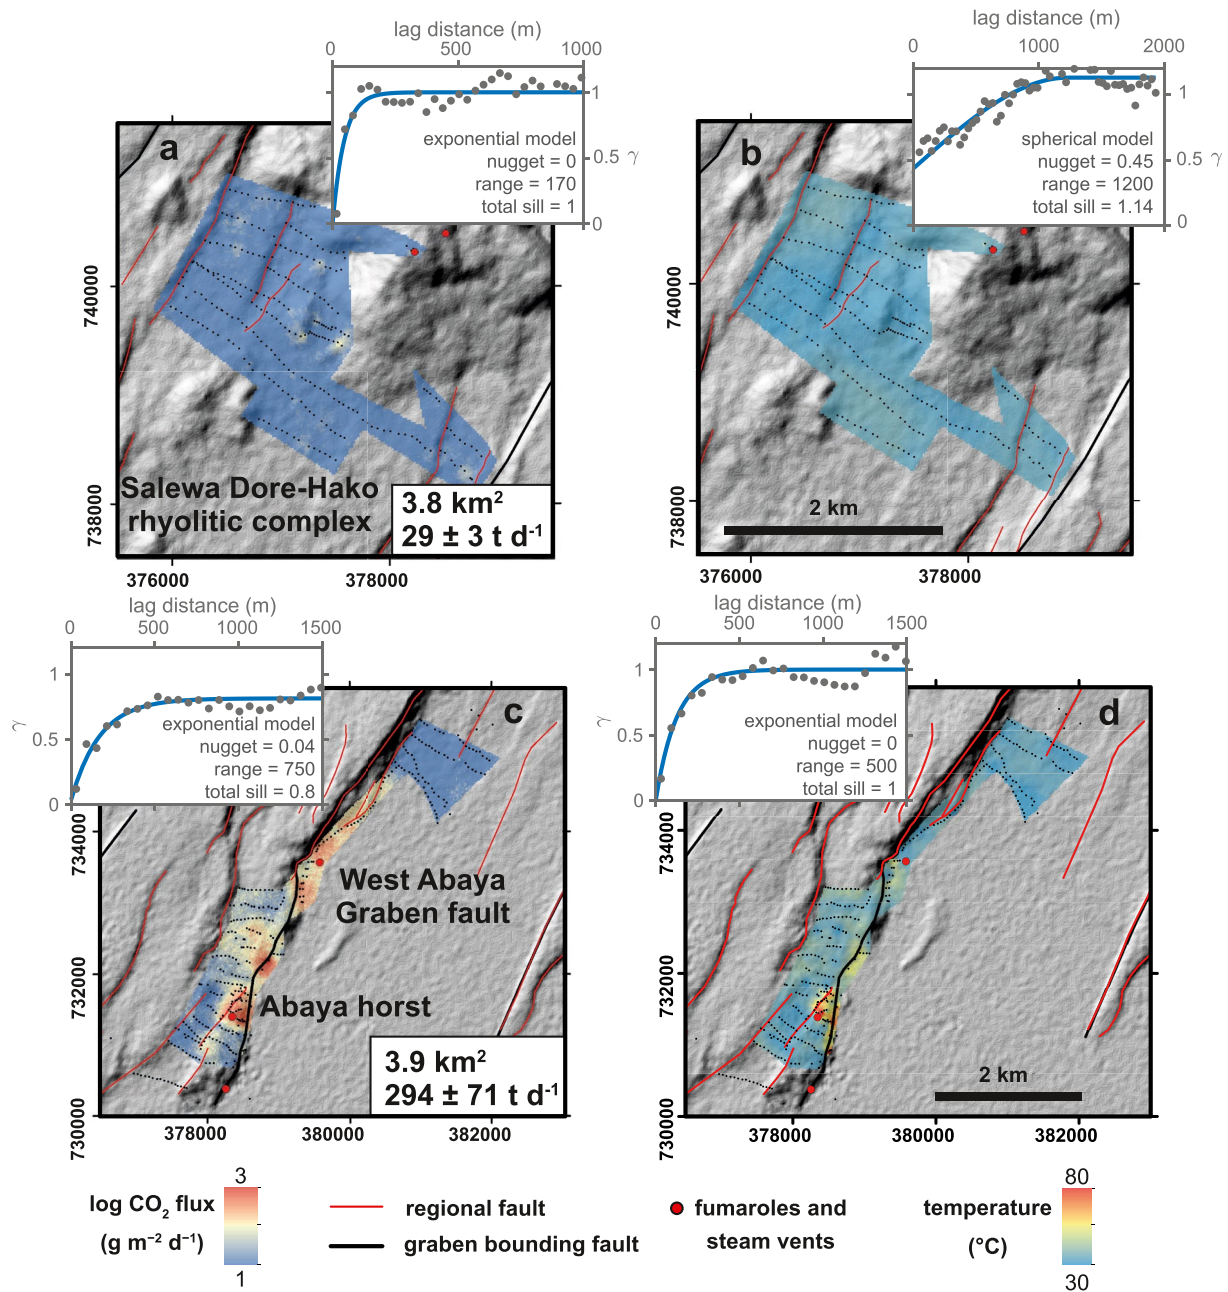 lag distance (m)
0 500 1000
1
0.5
0
γ
exponential model
nugget = 0
range = 170
total sill = 1
a
740000
738000
Salewa Dore-Hako
rhyolitic complex
3.8 km²
29 ± 3 t d⁻¹
376000 378000
lag distance (m)
0 1000 2000
1
0.5
0
γ
spherical model
nugget = 0.45
range = 1200
total sill = 1.14
b
740000
738000
2 km
376000 378000
lag distance (m)
0 500 1000 1500
1
0.5
0
γ
exponential model
nugget = 0.04
range = 750
total sill = 0.8
c
734000
732000
730000
West Abaya
Graben fault
Abaya horst
3.9 km²
294 ± 71 t d⁻¹
378000 380000 382000
lag distance (m)
0 500 1000 1500
1
0.5
0
γ
exponential model
nugget = 0
range = 500
total sill = 1
d
734000
732000
730000
2 km
378000 380000 382000
log CO₂ flux
(g m⁻² d⁻¹)
3
1
regional fault
graben bounding fault
fumaroles and
steam vents
temperature
(°C)
80
30